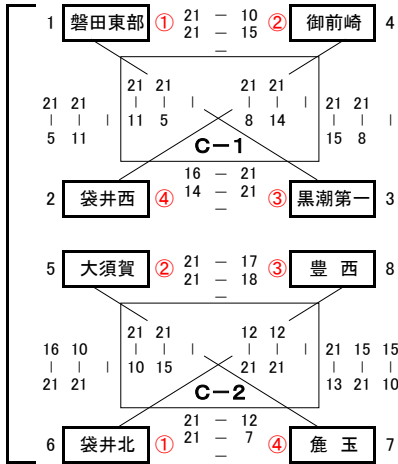 1 磐田東部 ① 21 － 10 ② 御前崎 4
21 － 15
－
21 21 21 21 21 21 21 21
| | | | | | | | | | |
5 11 11 5 8 14 15 8
C－1
16 － 21
2 袋井西 ④ 14 － 21 ③ 黒潮第一 3
－
5 大須賀 ② 21 － 17 ③ 豊 西 8
21 － 18
－
16 10 21 21 12 12 21 15 15
| | | | | | | | | | |
21 21 10 15 21 21 13 21 10
C－2
21 － 12
6 袋井北 ① 21 － 7 ④ 玉 7
－